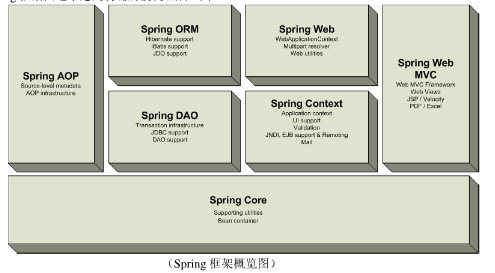 Spring AOP
Source-level metadata
AOP infrastructure
Spring ORM
Hibernate support
iBatis support
JDO support
Spring DAO
Transaction infrastructure
JDBC support
DAO support
Spring Web
WebApplicationContext
Multipart resolver
Web utilities
Spring Context
Application context
UI support
Validation
JNDI, EJB support & Remoting
Mail
Spring Web
MVC
Web MVC Framework
Web Views
JSP / Velocity
PDF / Excel
Spring Core
Supporting utilities
Bean container
（Spring 框架概览图）